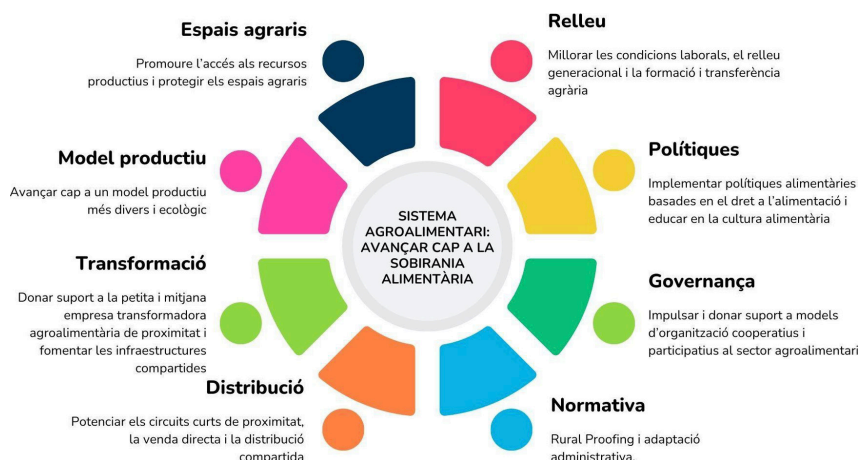 Espais agraris
Promoure l'accés als recursos
productius i protegir els espais agraris
Model productiu
Avançar cap a un model productiu
més divers i ecològic
Transformació
Donar suport a la petita i mitjana
empresa transformadora
agroalimentària de proximitat i
fomentar les infraestructures
compartides
Distribució
Potenciar els circuits curts de proximitat,
la venda directa i la distribució
compartida
SISTEMA
AGROALIMENTARI:
AVANÇAR CAP A LA
SOBIRANIA
ALIMENTÀRIA
Relleu
Millorar les condicions laborals, el relleu
generacional i la formació i transferència
agrària
Polítiques
Implementar polítiques alimentàries
basades en el dret a l'alimentació i
educar en la cultura alimentària
Governança
Impulsar i donar suport a models
d'organització cooperatius i
participatius al sector agroalimentari
Normativa
Rural Proofing i adaptació
administrativa.